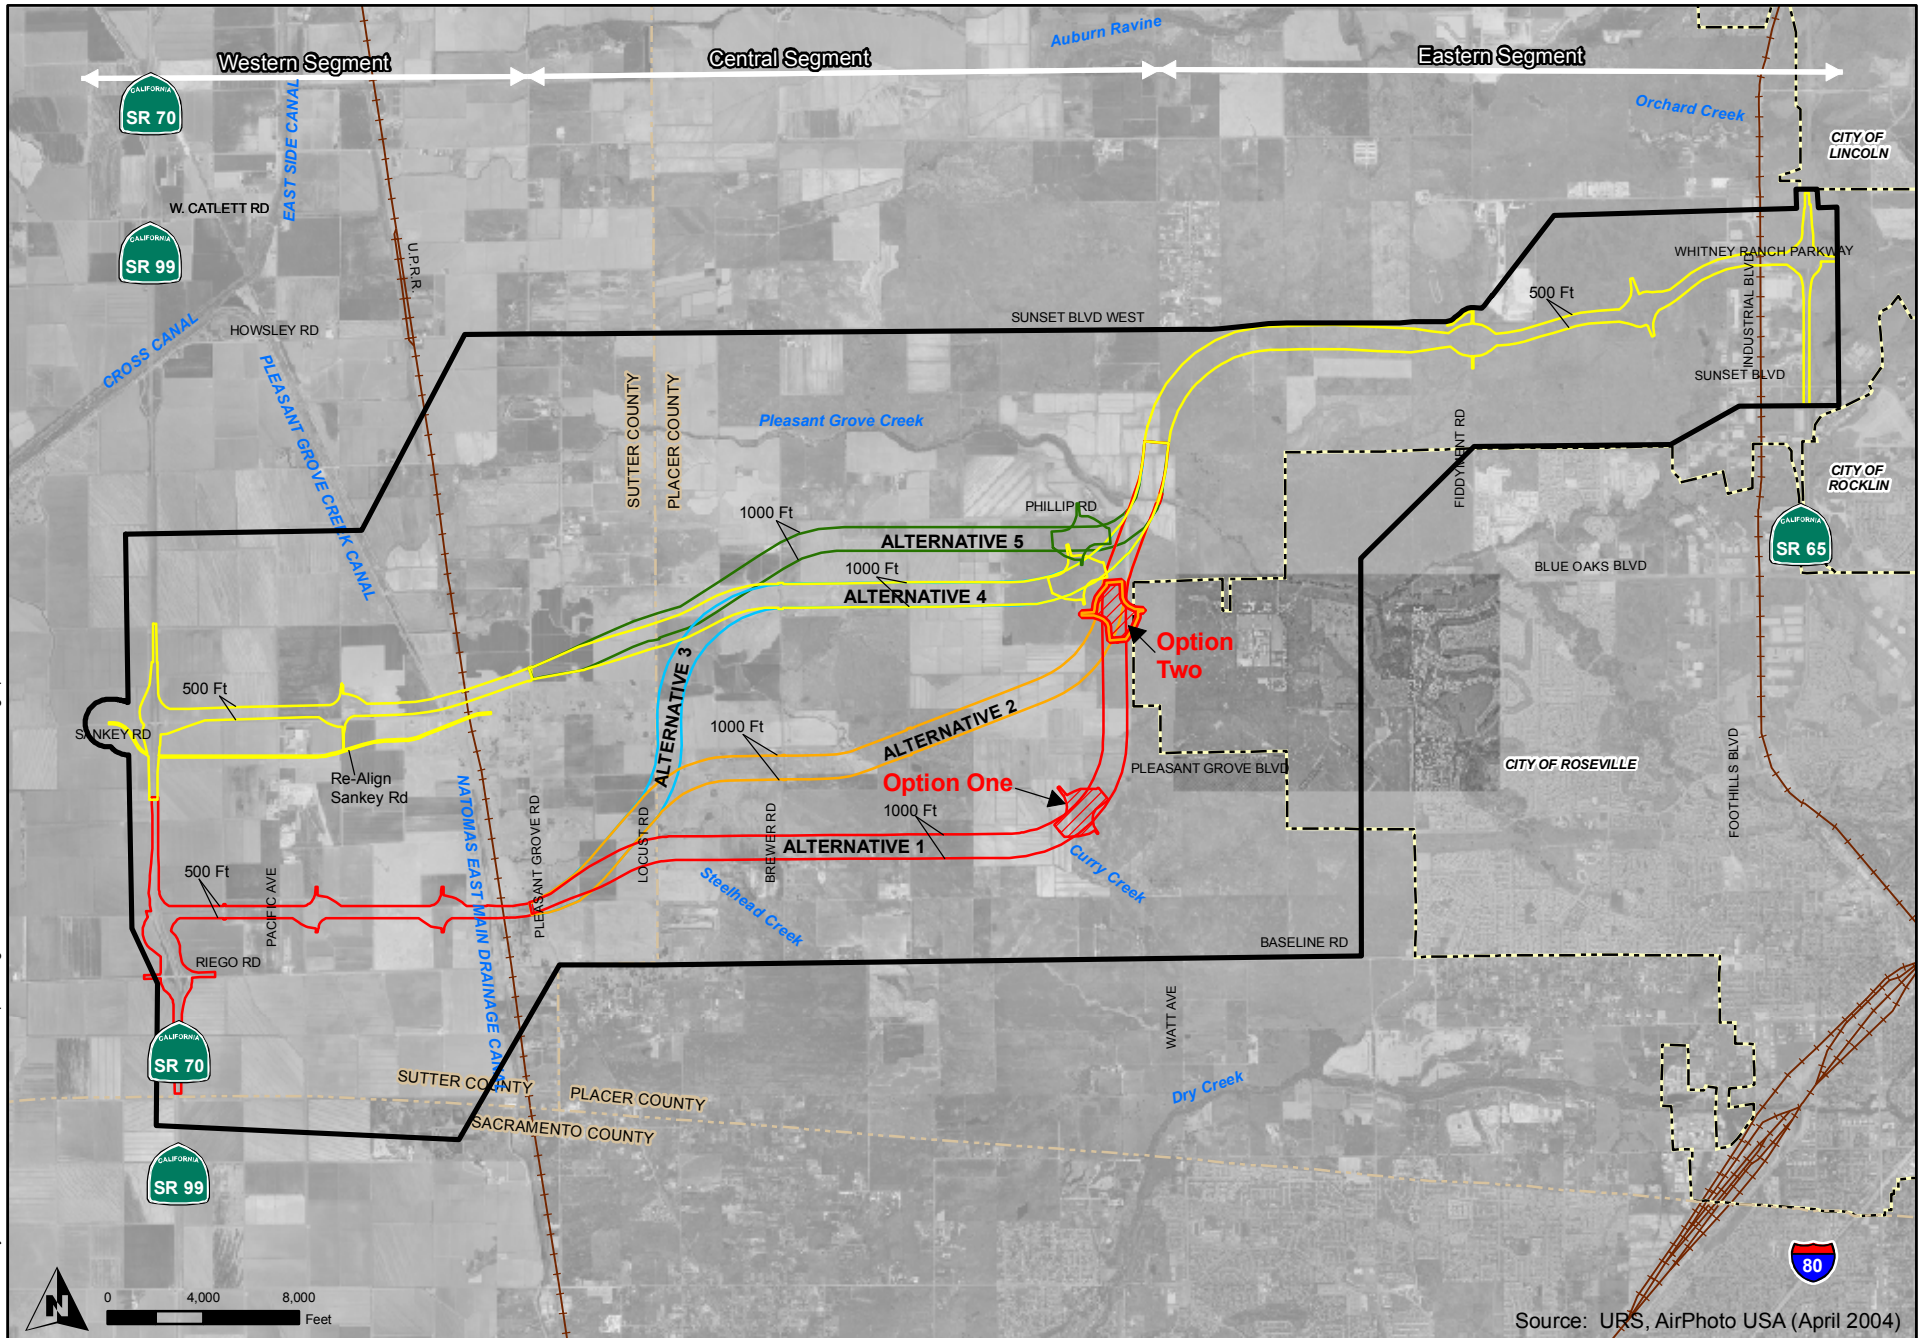 Western Segment
Central Segment
Auburn Ravine
Eastern Segment
CALIFORNIA
SR 70
EAST SIDE CANAL
Orchard Creek
CITY OF
LINCOLN
W. CATLETT RD
CALIFORNIA
SR 99
U.P.R.R.
WHITNEY RANCH PARKWAY
500 Ft
INDUSTRIAL BLVD
HOWSLEY RD
SUNSET BLVD WEST
CROSS CANAL
PLEASANT GROVE CREEK CANAL
SUTTER COUNTY
PLACER COUNTY
SUNSET BLVD
Pleasant Grove Creek
FIDDYMENT RD
CITY OF
ROCKLIN
CALIFORNIA
SR 65
1000 Ft
PHILLIP RD
ALTERNATIVE 5
1000 Ft
ALTERNATIVE 4
BLUE OAKS BLVD
Option
Two
ALTERNATIVE 3
500 Ft
SANKEY RD
1000 Ft
ALTERNATIVE 2
Re-Align
Sankey Rd
PLEASANT GROVE BLVD
CITY OF ROSEVILLE
FOOTHILLS BLVD
Option One
1000 Ft
NATOMAS EAST MAIN DRAINAGE CANAL
PLEASANT GROVE RD
LOCUST RD
BREWER RD
ALTERNATIVE 1
Curry Creek
500 Ft
PACIFIC AVE
Steelhead Creek
RIEGO RD
BASELINE RD
WATT AVE
CALIFORNIA
SR 70
SUTTER COUNTY
PLACER COUNTY
SACRAMENTO COUNTY
Dry Creek
CALIFORNIA
SR 99
80
N
0 4,000 8,000
Feet
Source: URS, AirPhoto USA (April 2004)